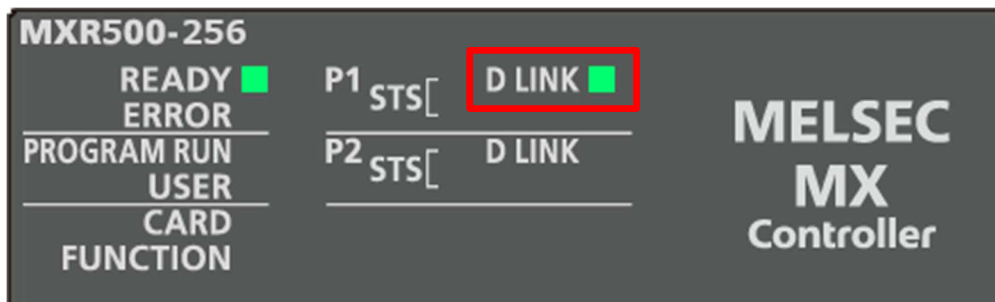 MXR500-256
READY
ERROR
PROGRAM RUN
USER
CARD
FUNCTION
P1 STS[ D LINK
P2 STS[ D LINK
MELSEC
MX
Controller